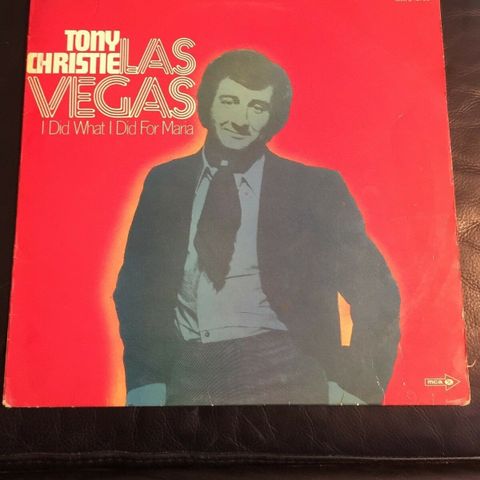 TONY
CHRISTIE LAS
VEGAS
I Did What I Did For Maria
mca